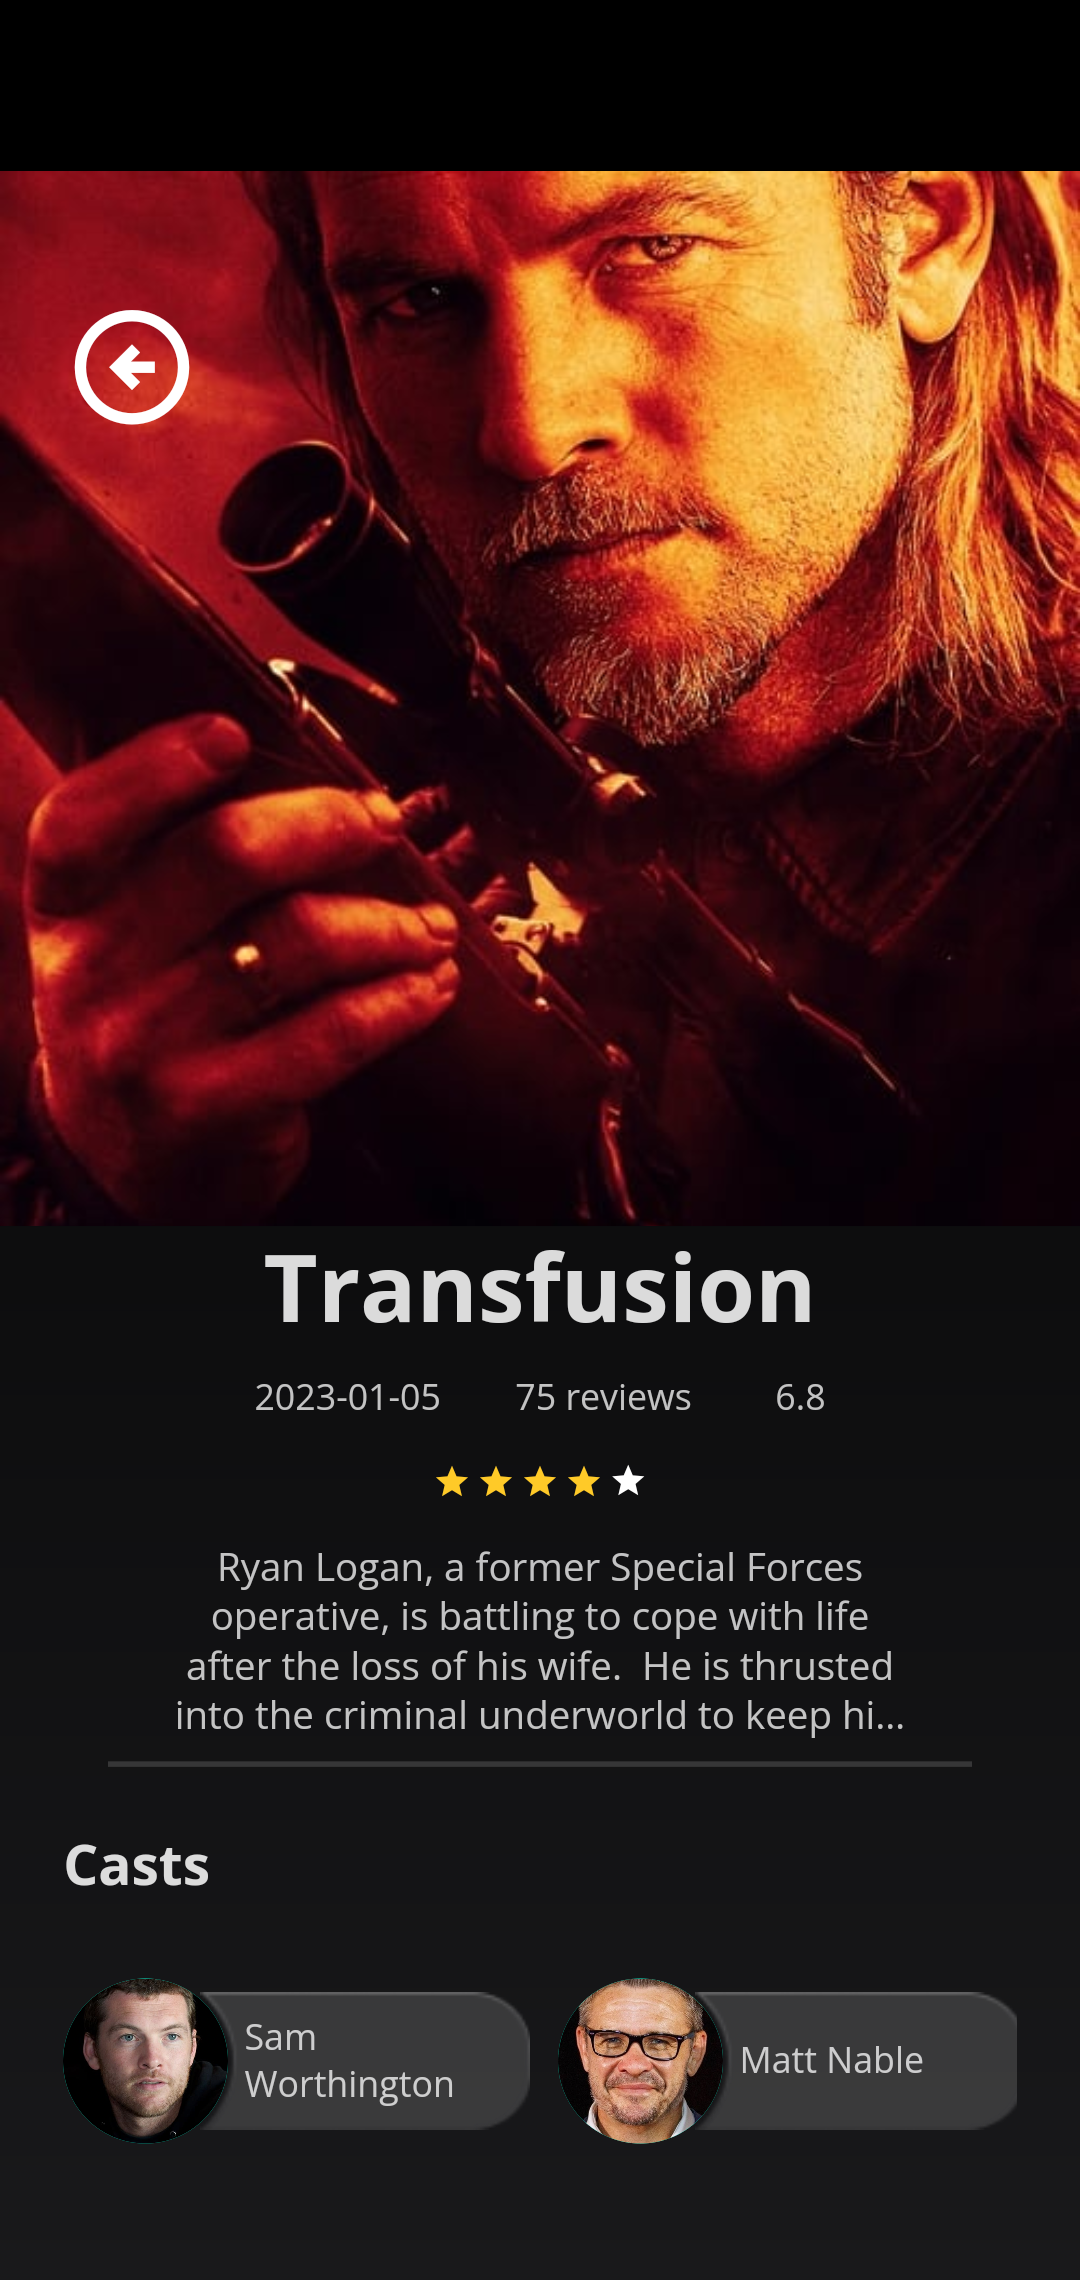 Transfusion
2023-01-05 75 reviews 6.8
Ryan Logan, a former Special Forces
operative, is battling to cope with life
after the loss of his wife.  He is thrusted
into the criminal underworld to keep hi...
Casts
Sam
Worthington
Matt Nable